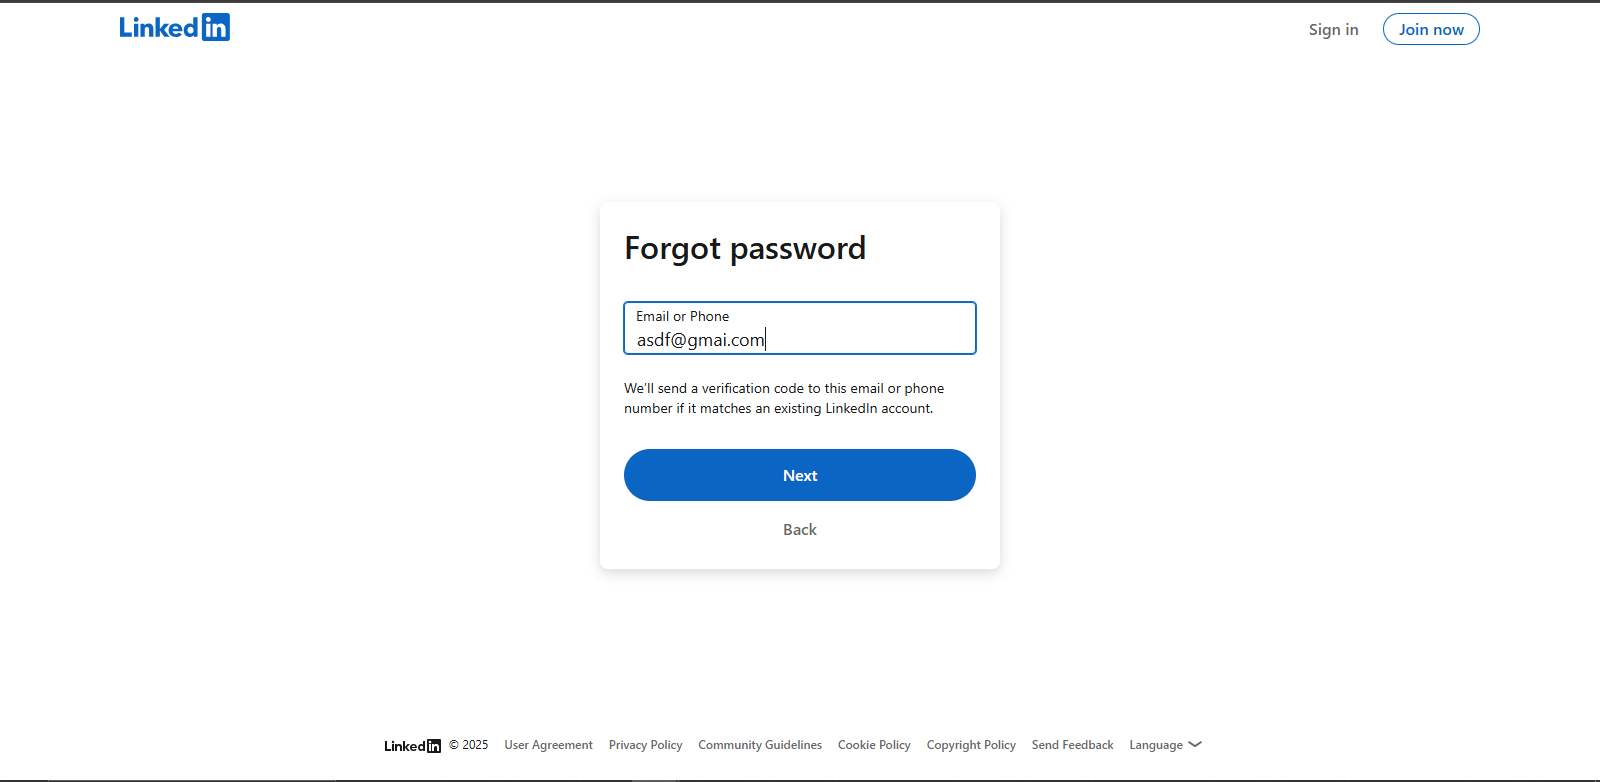 LinkedIn
Sign in
Join now
Forgot password
Email or Phone
asdf@gmai.com
We'll send a verification code to this email or phone
number if it matches an existing LinkedIn account.
Next
Back
LinkedIn © 2025 User Agreement Privacy Policy Community Guidelines Cookie Policy Copyright Policy Send Feedback Language